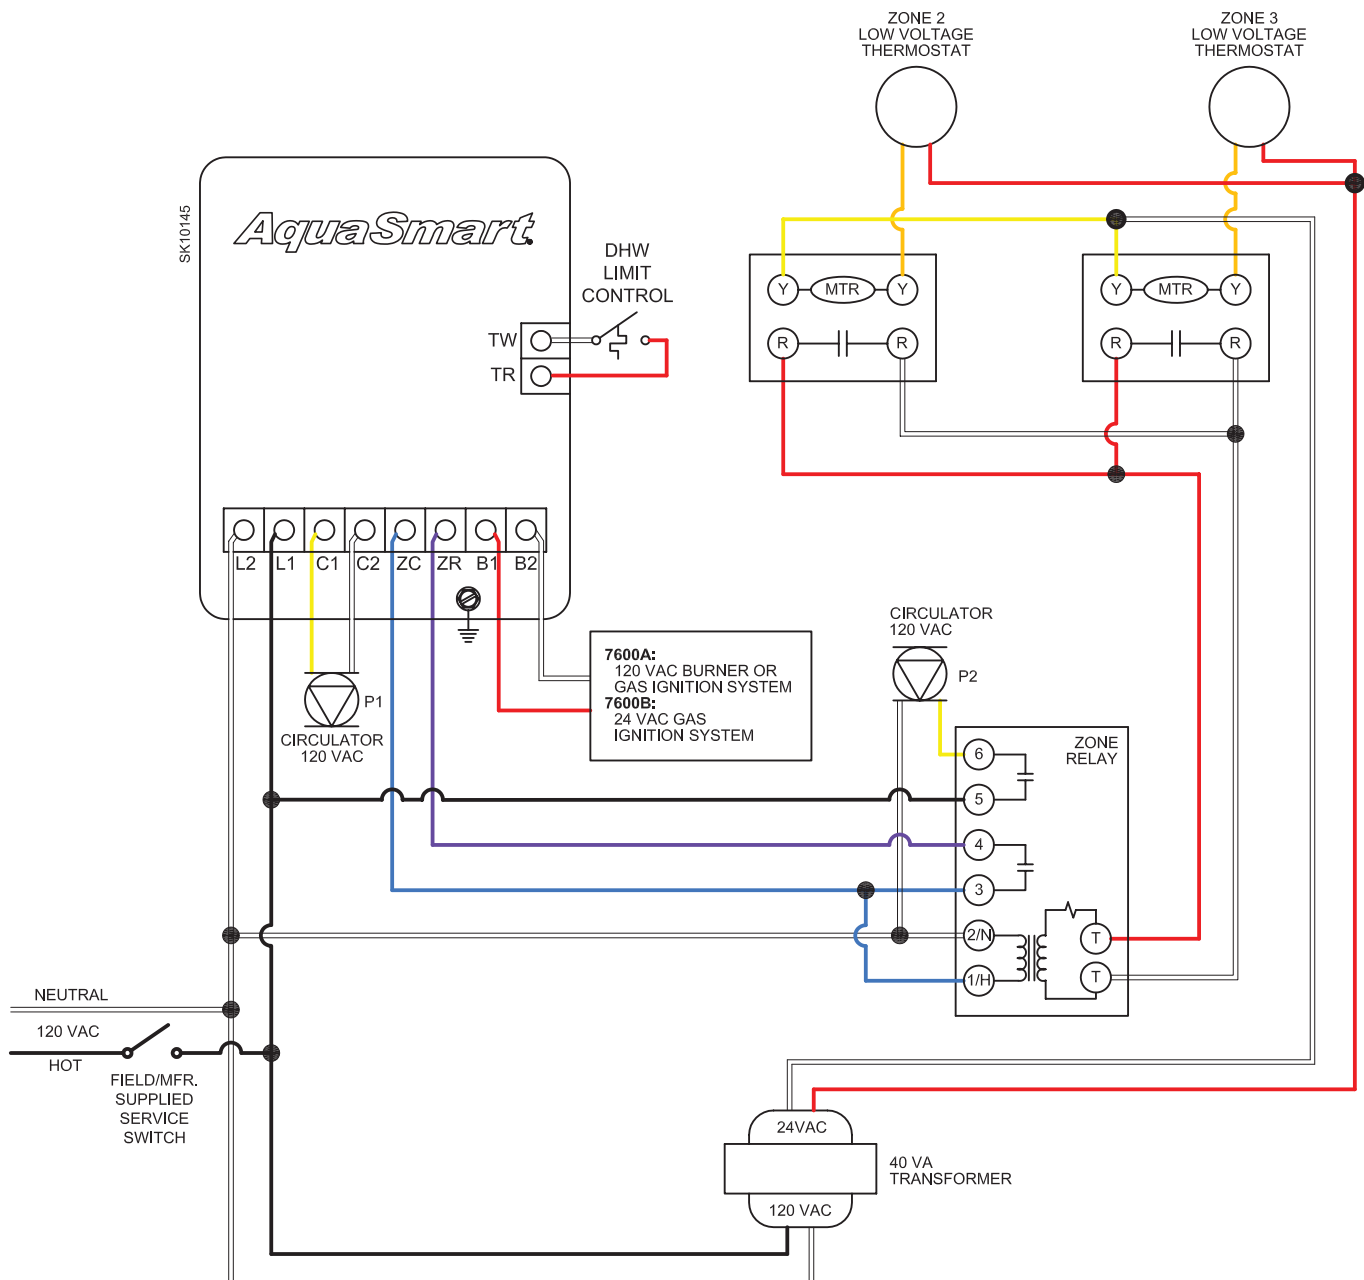 ZONE 2
LOW VOLTAGE
THERMOSTAT
ZONE 3
LOW VOLTAGE
THERMOSTAT
SK10145
AquaSmart
DHW
LIMIT
CONTROL
TW
TR
Y
MTR
Y
R
R
Y
MTR
Y
R
R
L2
L1
C1
C2
ZC
ZR
B1
B2
7600A:
120 VAC BURNER OR
GAS IGNITION SYSTEM
7600B:
24 VAC GAS
IGNITION SYSTEM
P1
CIRCULATOR
120 VAC
CIRCULATOR
120 VAC
P2
ZONE
RELAY
6
5
4
3
2/N
1/H
T
T
NEUTRAL
120 VAC
HOT
FIELD/MFR.
SUPPLIED
SERVICE
SWITCH
24VAC
40 VA
TRANSFORMER
120 VAC